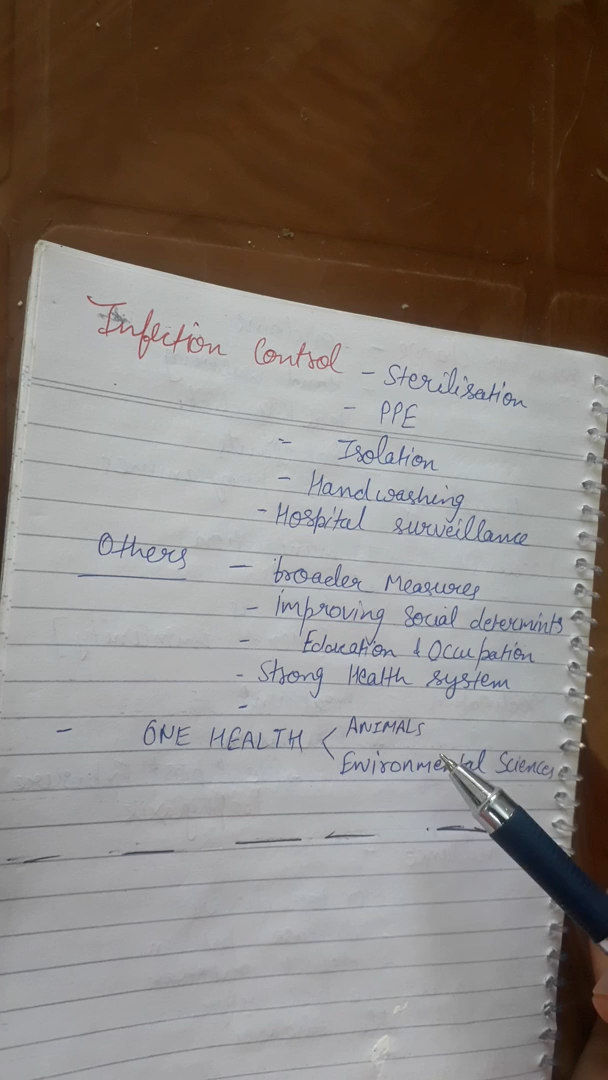 Infection Control - Sterilisation
- PPE
- Isolation
- Handwashing
- Hospital surveillance
Others - broader Measures
- improving social determints
- Education & Occupation
- Strong Health system
-
- ONE HEALTH < ANIMALS
Environmental Sciences